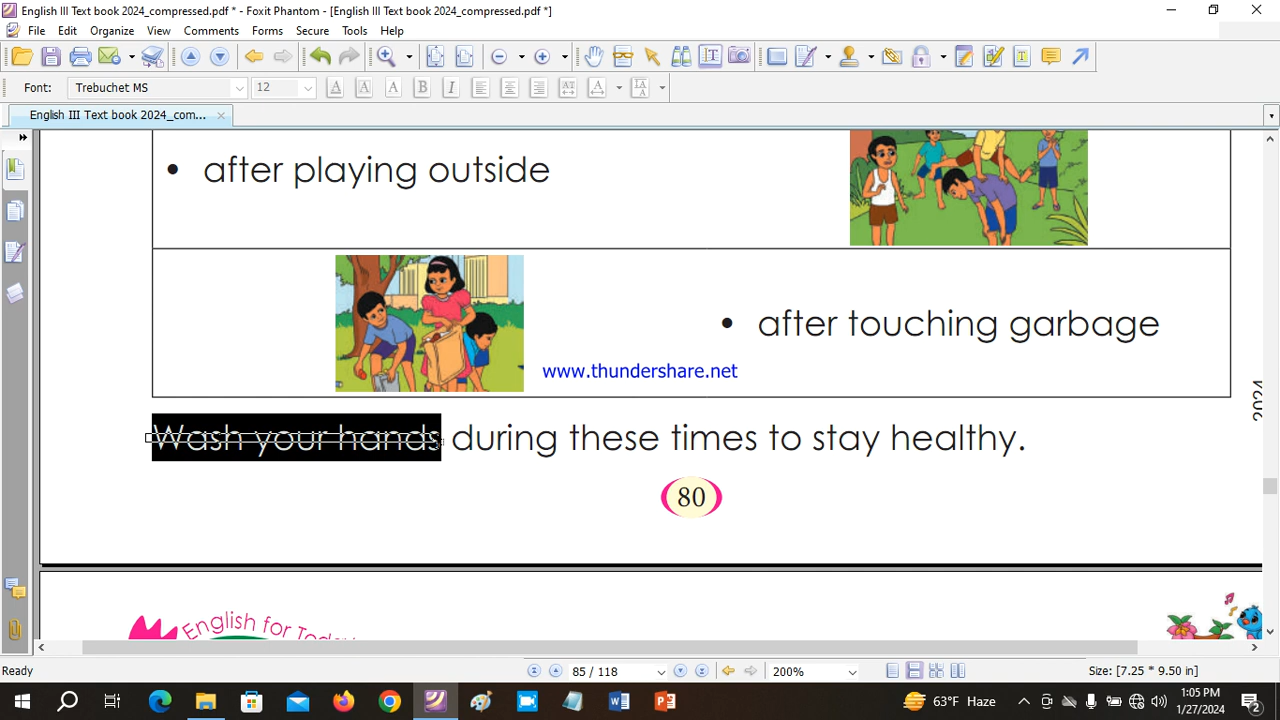 English III Text book 2024_compressed.pdf * - Foxit Phantom - [English III Text book 2024_compressed.pdf *]
File Edit Organize View Comments Forms Secure Tools Help
Font: Trebuchet MS 12
English III Text book 2024_com...
• after playing outside
• after touching garbage
www.thundershare.net
2024
Wash your hands during these times to stay healthy.
80
English for Today
Ready 85 / 118 200% Size: [7.25 * 9.50 in]
63°F Haze 1:05 PM
1/27/2024
2